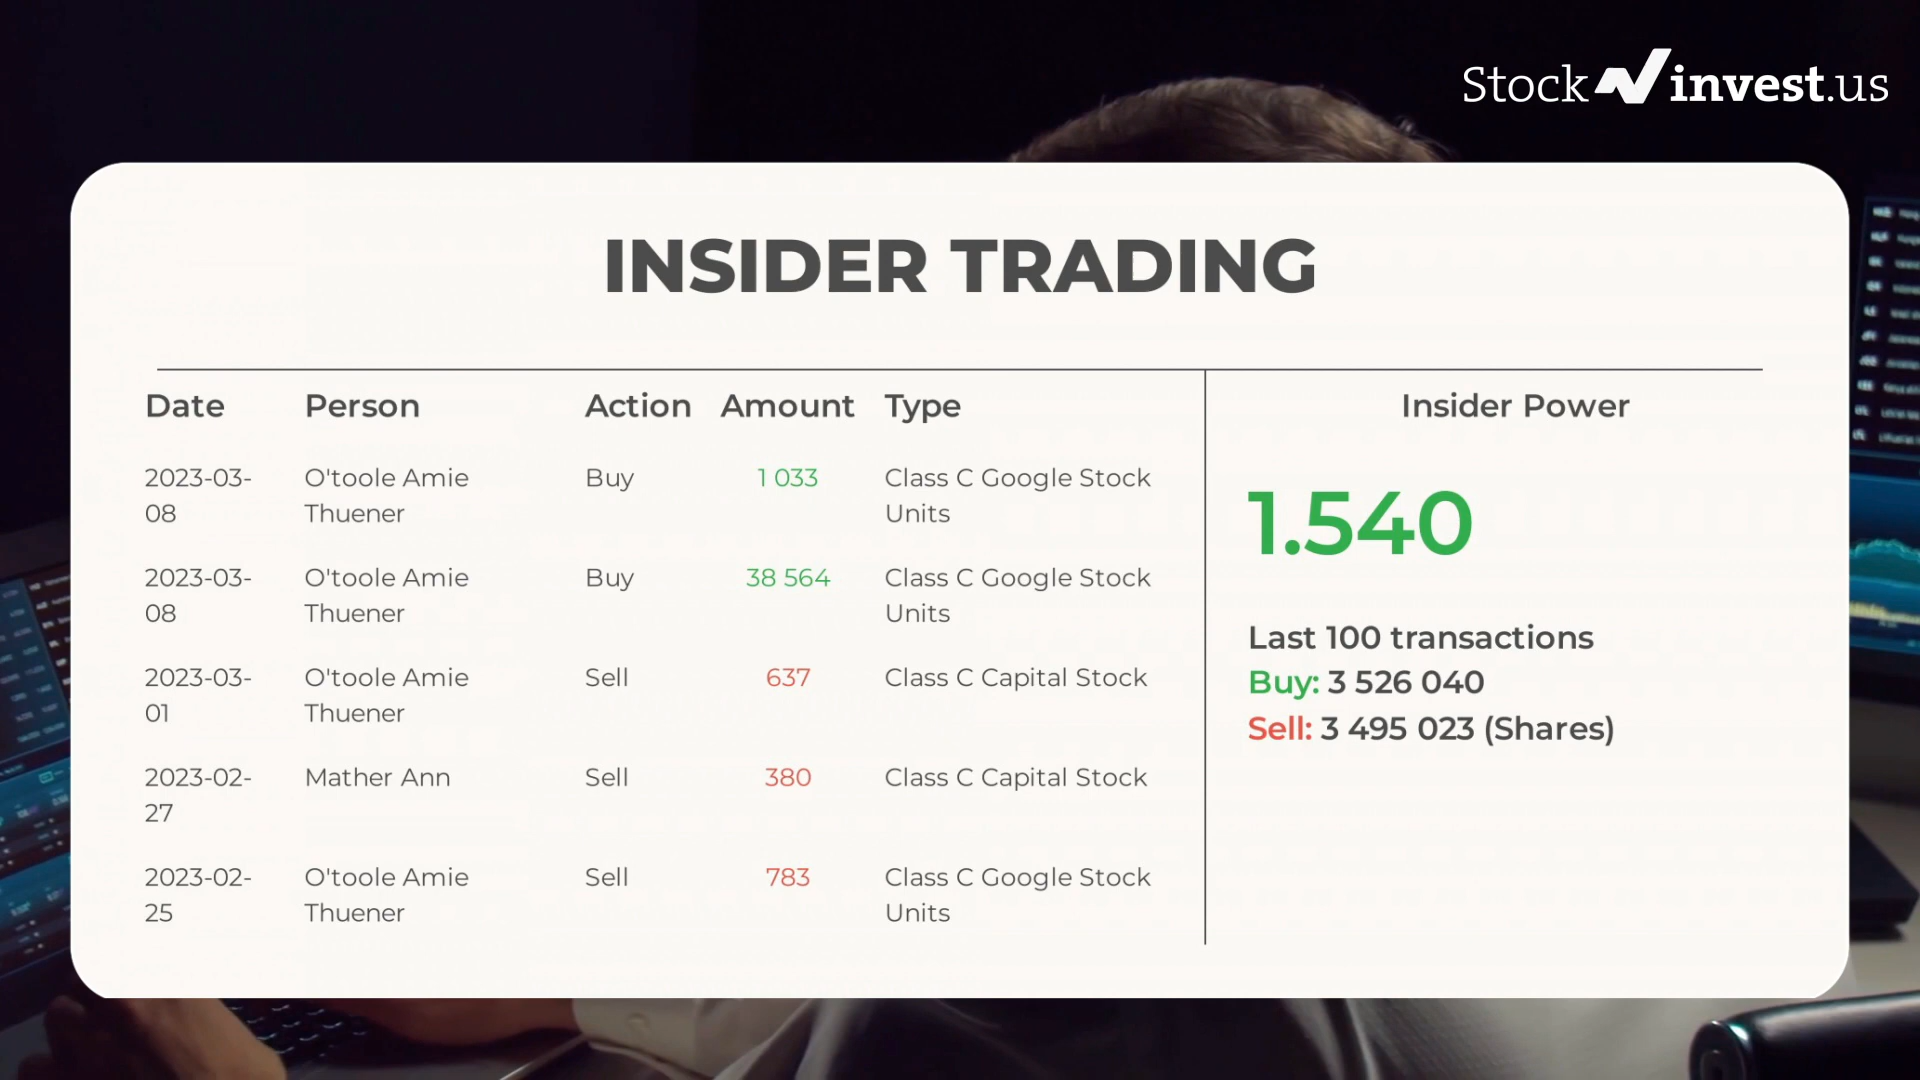 Stock invest.us
INSIDER TRADING
Date Person Action Amount Type
2023-03-
08
O'toole Amie
Thuener
Buy
1 033
Class C Google Stock
Units
2023-03-
08
O'toole Amie
Thuener
Buy
38 564
Class C Google Stock
Units
2023-03-
01
O'toole Amie
Thuener
Sell
637
Class C Capital Stock
2023-02-
27
Mather Ann
Sell
380
Class C Capital Stock
2023-02-
25
O'toole Amie
Thuener
Sell
783
Class C Google Stock
Units
Insider Power
1.540
Last 100 transactions
Buy: 3 526 040
Sell: 3 495 023 (Shares)